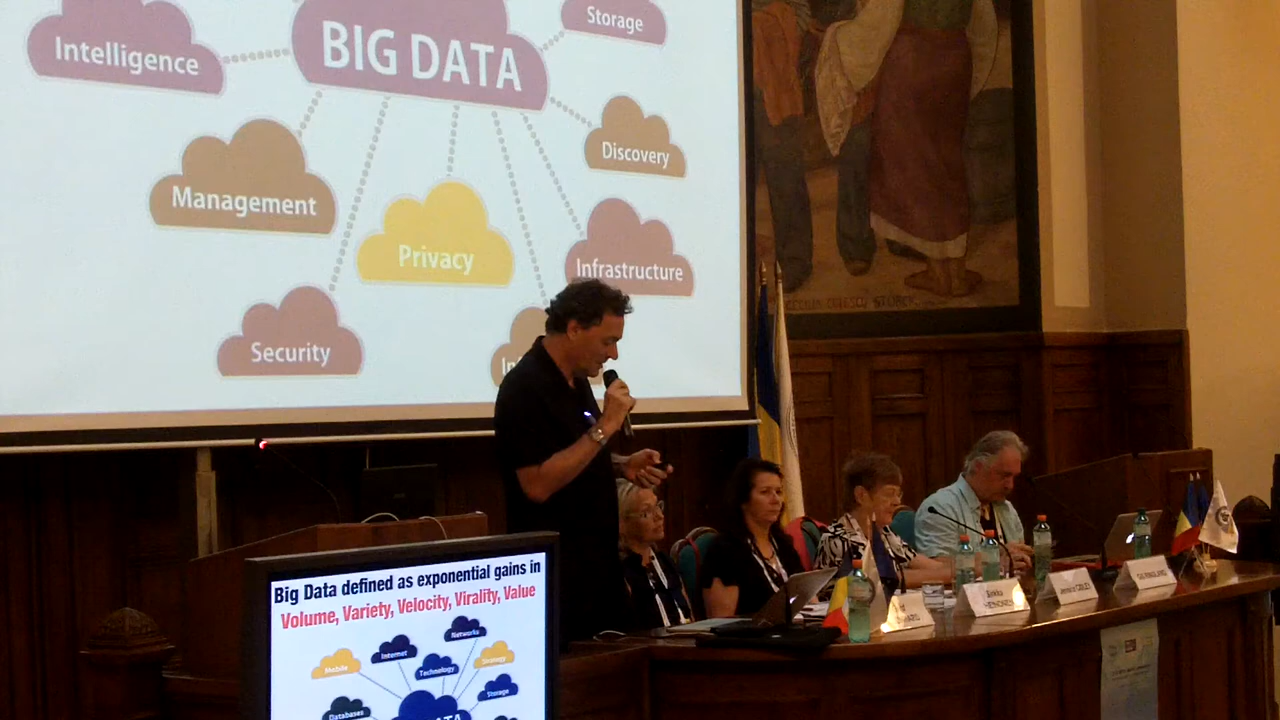 Storage
Intelligence
BIG DATA
Discovery
Management
Privacy
Infrastructure
Security
Big Data defined as exponential gains in
Volume, Variety, Velocity, Virality, Value
Networks
Internet
Mobile
Technology
Strategy
Storage
Databases